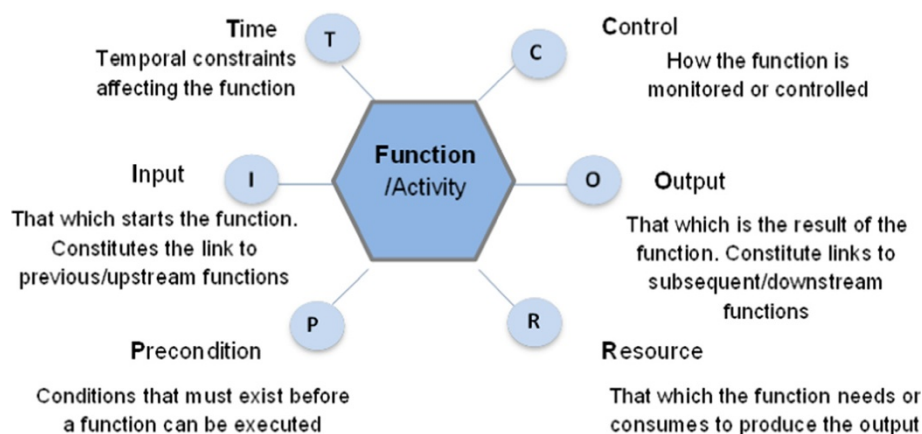 Time
T
Temporal constraints
affecting the function
Control
C
How the function is
monitored or controlled
Function
/Activity
Input
I
That which starts the function.
Constitutes the link to
previous/upstream functions
O
Output
That which is the result of the
function. Constitute links to
subsequent/downstream
functions
P
Precondition
Conditions that must exist before
a function can be executed
R
Resource
That which the function needs or
consumes to produce the output